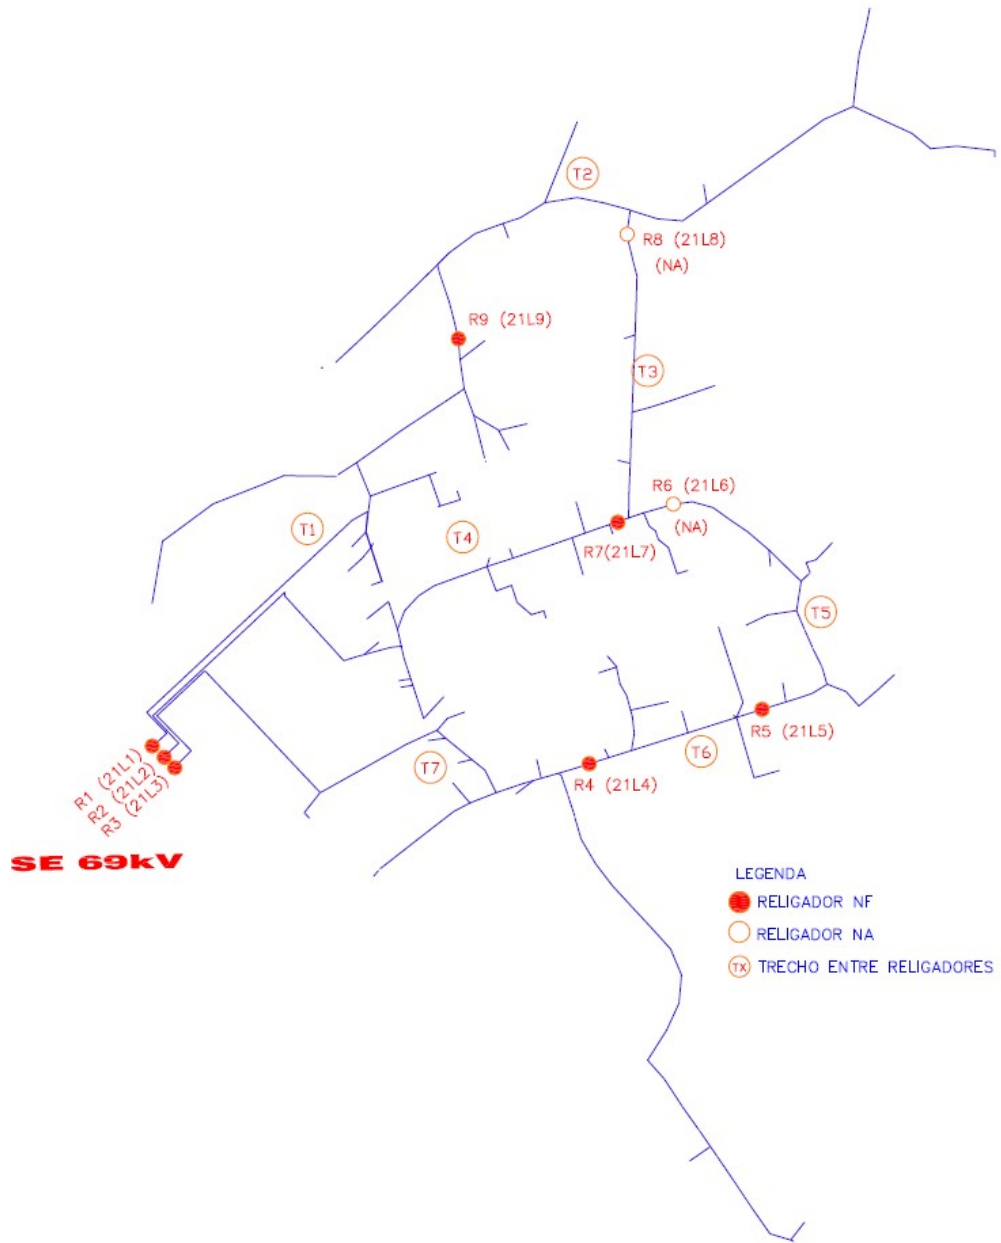 T2
R8 (21L8)
(NA)
R9 (21L9)
T3
R6 (21L6)
(NA)
T1
T4
R7(21L7)
T5
R5 (21L5)
T6
T7
R4 (21L4)
R1 (21L1)
R2 (21L2)
R3 (21L3)
SE 69kV
LEGENDA
RELIGADOR NF
RELIGADOR NA
TX TRECHO ENTRE RELIGADORES